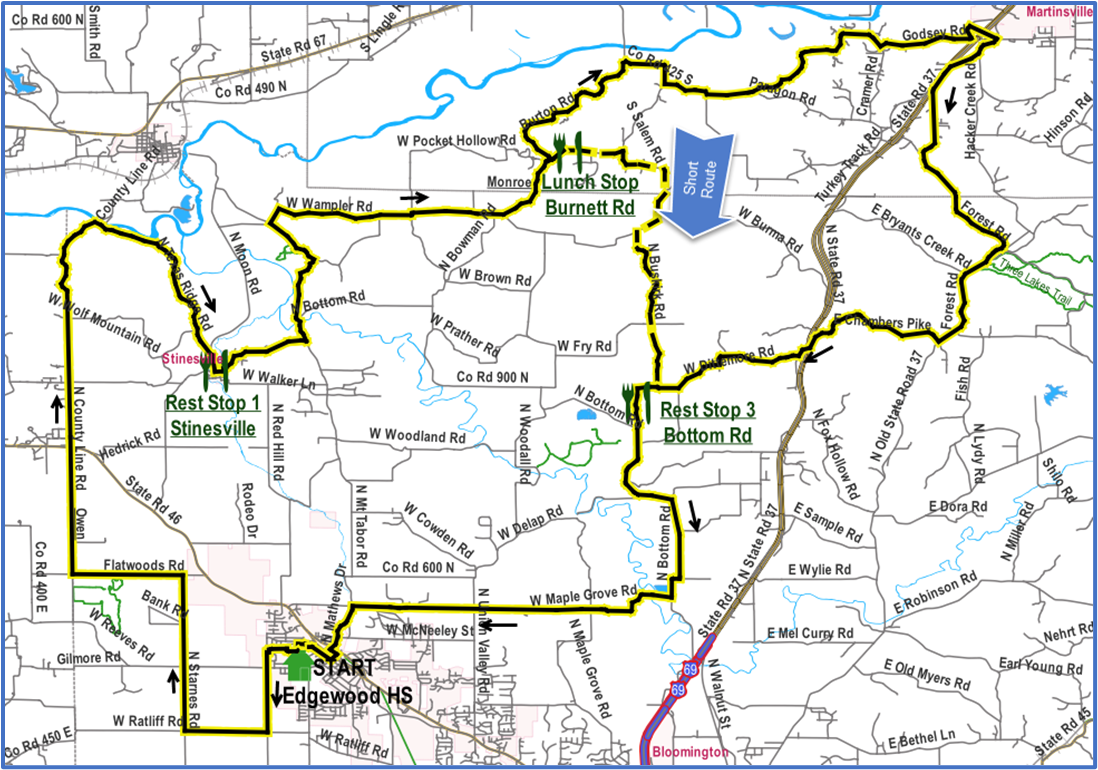 Co Rd 600 N
Smith Rd
State Rd 67
S Lingle R
Martinsville
Godsey Rd
Co Rd 490 N
Co Rd 425 S
Paragon Rd
Cramer Rd
State Rd 37
Hacker Creek Rd
Hinson Rd
Burton Rd
S Salem Rd
W Pocket Hollow Rd
Turkey Track Rd
County Line Rd
Monroe
Lunch Stop
Burnett Rd
Short
Route
W Wampler Rd
N Bowman Rd
W Burma Rd
E Bryants Creek Rd
Forest Rd
N Texas Ridge Rd
N Moon Rd
N State Rd 37
Three Lakes Trail
W Brown Rd
N Buskirk Rd
Forest Rd
W Wolf Mountain Rd
N Bottom Rd
W Prather Rd
E Chambers Pike
Stinesville
W Fry Rd
W Dittemore Rd
W Walker Ln
Co Rd 900 N
Rest Stop 1
Stinesville
N Bottom Rd
Rest Stop 3
Bottom Rd
N Old State Road 37
Fish Rd
N County Line Rd
Hedrick Rd
N Red Hill Rd
W Woodland Rd
N Woodall Rd
N Fox Hollow Rd
N Lydy Rd
Shilo Rd
State Rd 46
Rodeo Dr
N Mt Tabor Rd
W Cowden Rd
W Delap Rd
N Bottom Rd
E Sample Rd
E Dora Rd
N Miller Rd
Owen
Co Rd 400 E
Flatwoods Rd
Co Rd 600 N
N State Rd 37
E Wylie Rd
E Robinson Rd
Bank Rd
N Mathews Dr
N Union Valley Rd
W Maple Grove Rd
State Rd 37
W Reeves Rd
W McNeeley St
N Maple Grove Rd
E Mel Curry Rd
Nehrt Rd
Gilmore Rd
N Starnes Rd
START
Edgewood HS
69
69
N Walnut St
E Old Myers Rd
Earl Young Rd
W Ratliff Rd
W Ratliff Rd
Co Rd 450 E
Bloomington
E Bethel Ln
State Rd 45